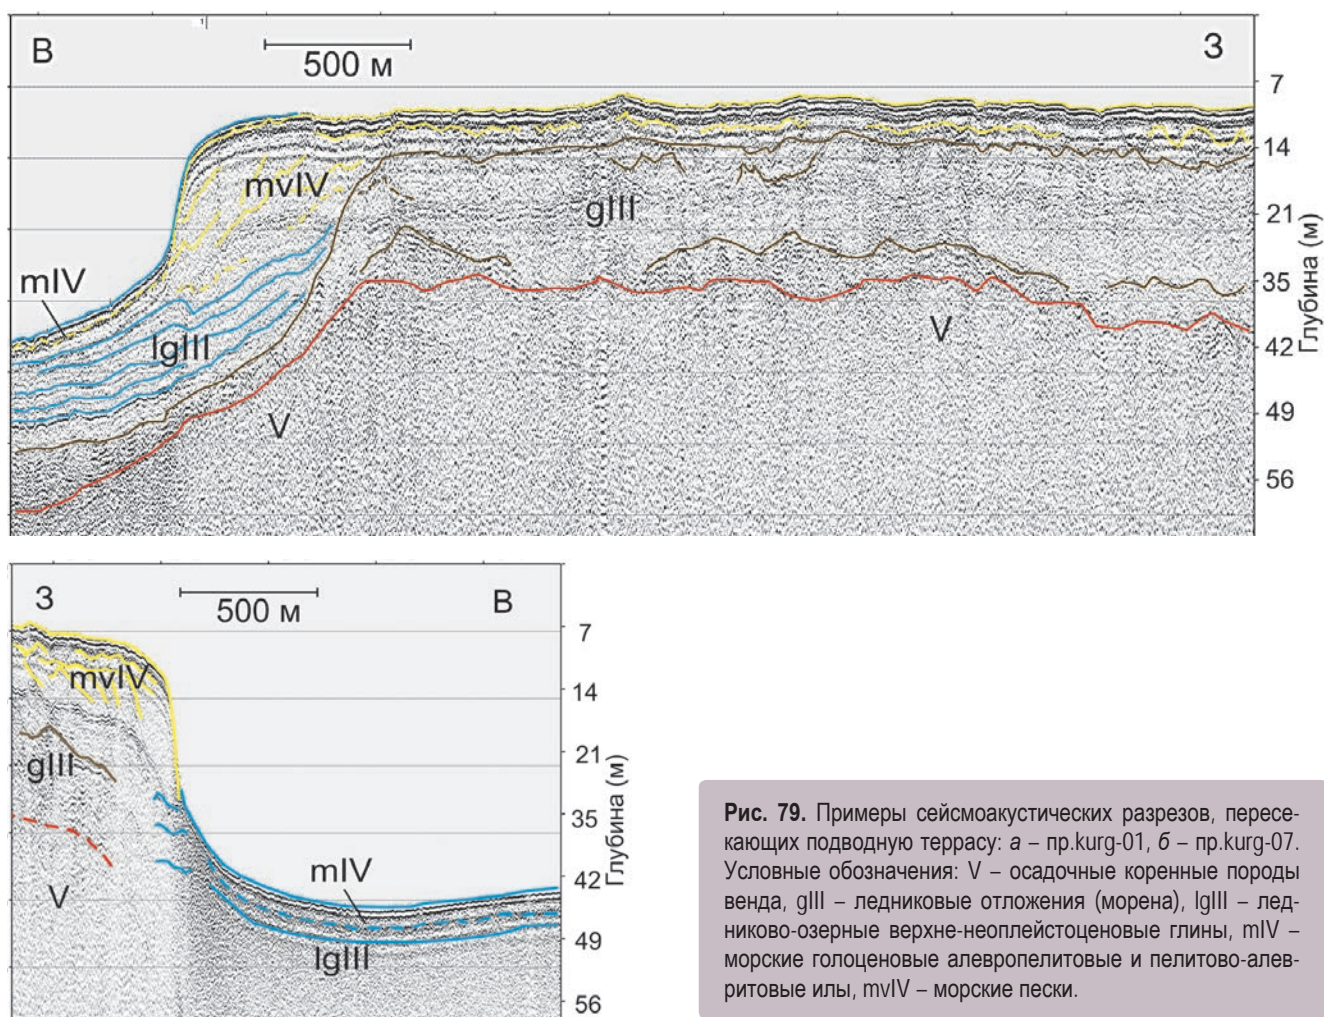 В
1
500 м
З
7
14
21
35
42
49
56
Глубина (м)
mvIV
gIII
mIV
lgIII
V
V
З
500 м
В
7
14
21
35
42
49
56
Глубина (м)
mvIV
gIII
mIV
V
lgIII
Рис. 79. Примеры сейсмоакустических разрезов, пересе-
кающих подводную террасу: а – пр.kurg-01, б – пр.kurg-07.
Условные обозначения: V – осадочные коренные породы
венда, gIII – ледниковые отложения (морена), lgIII – лед-
никово-озерные верхне-неоплейстоценовые глины, mIV –
морские голоценовые алевропелитовые и пелитово-алев-
ритовые илы, mvIV – морские пески.